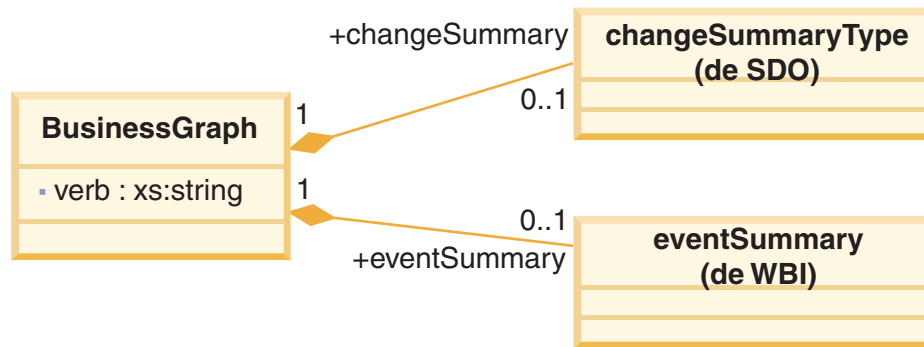 BusinessGraph
verb : xs:string
1
+changeSummary
0..1
changeSummaryType
(de SDO)
1
0..1
+eventSummary
eventSummary
(de WBI)